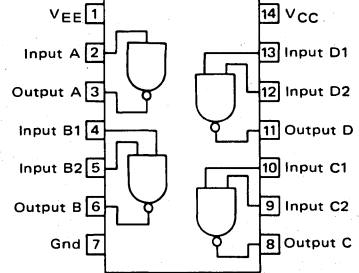 VEE 1
Input A 2
Output A 3
Input B1 4
Input B2 5
Output B 6
Gnd 7
14 VCC
13 Input D1
12 Input D2
11 Output D
10 Input C1
9 Input C2
8 Output C